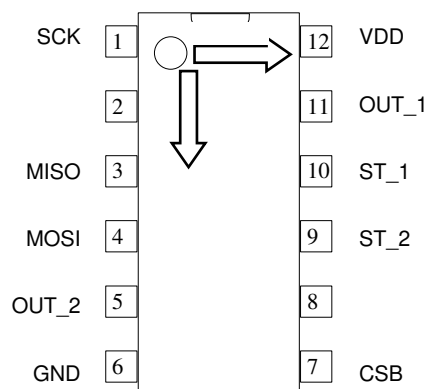 SCK 1 12 VDD
2 11 OUT_1
MISO 3 10 ST_1
MOSI 4 9 ST_2
OUT_2 5 8
GND 6 7 CSB